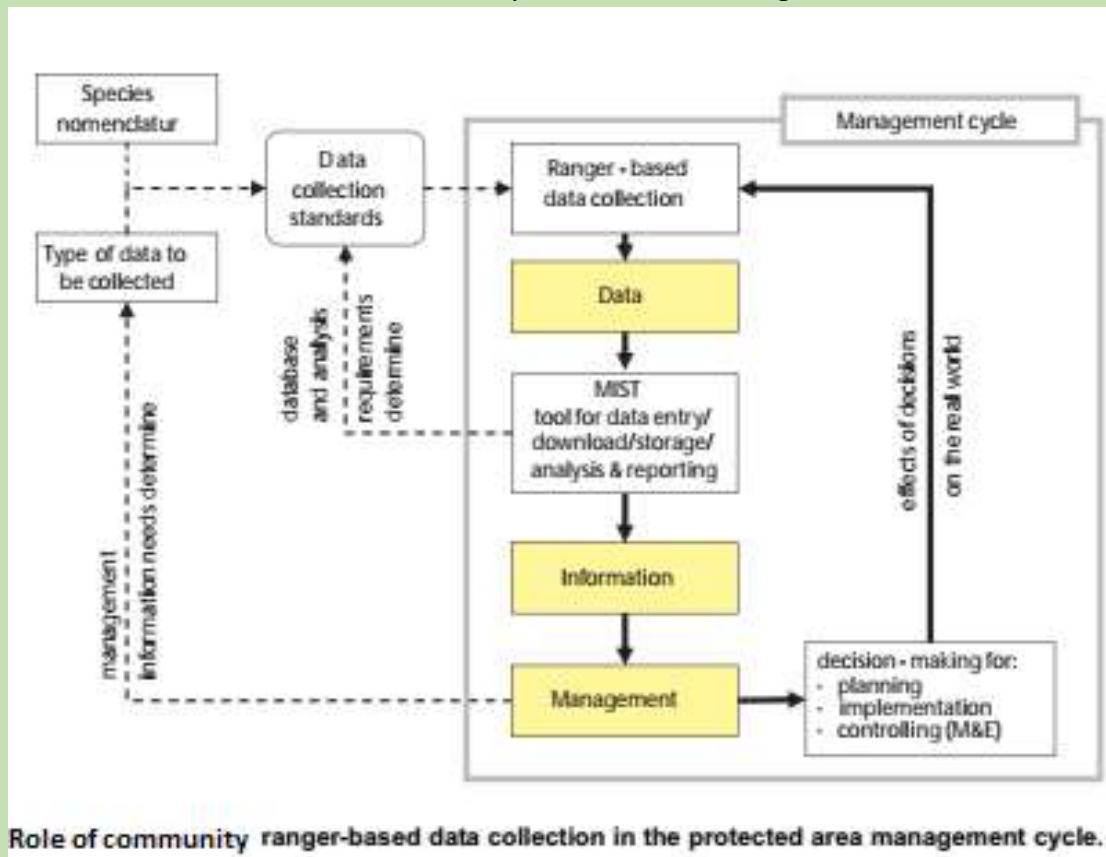 Species
nomenclatur
Management cycle
Data
collection
standards
Ranger - based
data collection
Type of data to
be collected
Data
database
and analysis
requirements
determine
MIST
tool for data entry/
download/storage/
analysis & reporting
effects of decisions
on the real world
management
information needs determine
Information
Management
decision - making for:
- planning
- implementation
- controlling (M&E)
Role of community ranger-based data collection in the protected area management cycle.